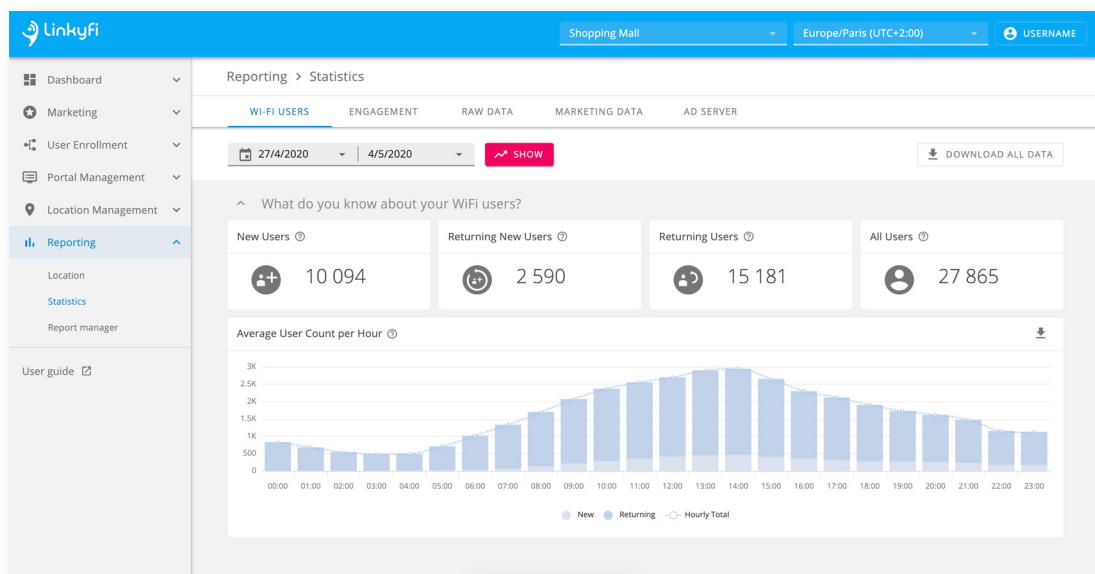 Linkyfi
Shopping Mall
Europe/Paris (UTC+2:00)
USERNAME
Dashboard
Marketing
User Enrollment
Portal Management
Location Management
Reporting
Location
Statistics
Report manager
User guide
Reporting > Statistics
WI-FI USERS ENGAGEMENT RAW DATA MARKETING DATA AD SERVER
27/4/2020 4/5/2020 SHOW DOWNLOAD ALL DATA
What do you know about your WiFi users?
New Users
10 094
Returning New Users
2 590
Returning Users
15 181
All Users
27 865
Average User Count per Hour
3K
2.5K
2K
1.5K
1K
500
0
00:00 01:00 02:00 03:00 04:00 05:00 06:00 07:00 08:00 09:00 10:00 11:00 12:00 13:00 14:00 15:00 16:00 17:00 18:00 19:00 20:00 21:00 22:00 23:00
New Returning Hourly Total